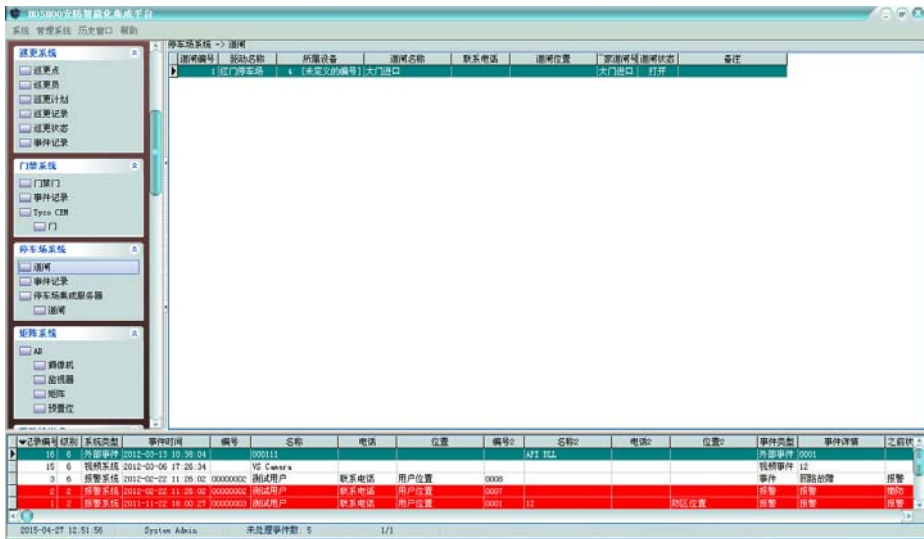 HOSHOO安防智能化集成平台
系统 管理系统 历史窗口 帮助
巡更系统
巡更点
巡更员
巡更计划
巡更记录
巡更状态
事件记录
门禁系统
门禁门
事件记录
Tyco CEM
门
停车场系统
道闸
事件记录
停车场集成服务器
道闸
矩阵系统
AD
摄像机
监视器
矩阵
预置位
停车场系统 -> 道闸
道闸编号 驱动名称 所属设备 道闸名称 联系电话 道闸位置 厂家道闸号 道闸状态 备注
1 红门停车场 4 [未定义的编号] 大门进口 大门进口 打开
记录编号 级别 系统类型 事件时间 编号 名称 电话 位置 编号2 名称2 电话2 位置2 事件类型 事件详情 之前状
16 6 外部事件 2012-03-13 10:38:04 000111 API DLL 外部事件 0001
15 6 视频系统 2012-03-06 17:26:34 VS Camera 视频事件 12
3 6 报警系统 2012-02-22 11:26:02 00000002 测试用户 联系电话 用户位置 0008 事件 回路故障 报警
2 2 报警系统 2012-02-22 11:26:02 00000002 测试用户 联系电话 用户位置 0007 报警 报警 撤防
1 2 报警系统 2011-11-22 18:00:27 00000003 测试用户 联系电话 用户位置 0001 12 防区位置 报警 报警 报警
2015-04-27 12:51:56 System Admin 未处理事件数: 5 1/1